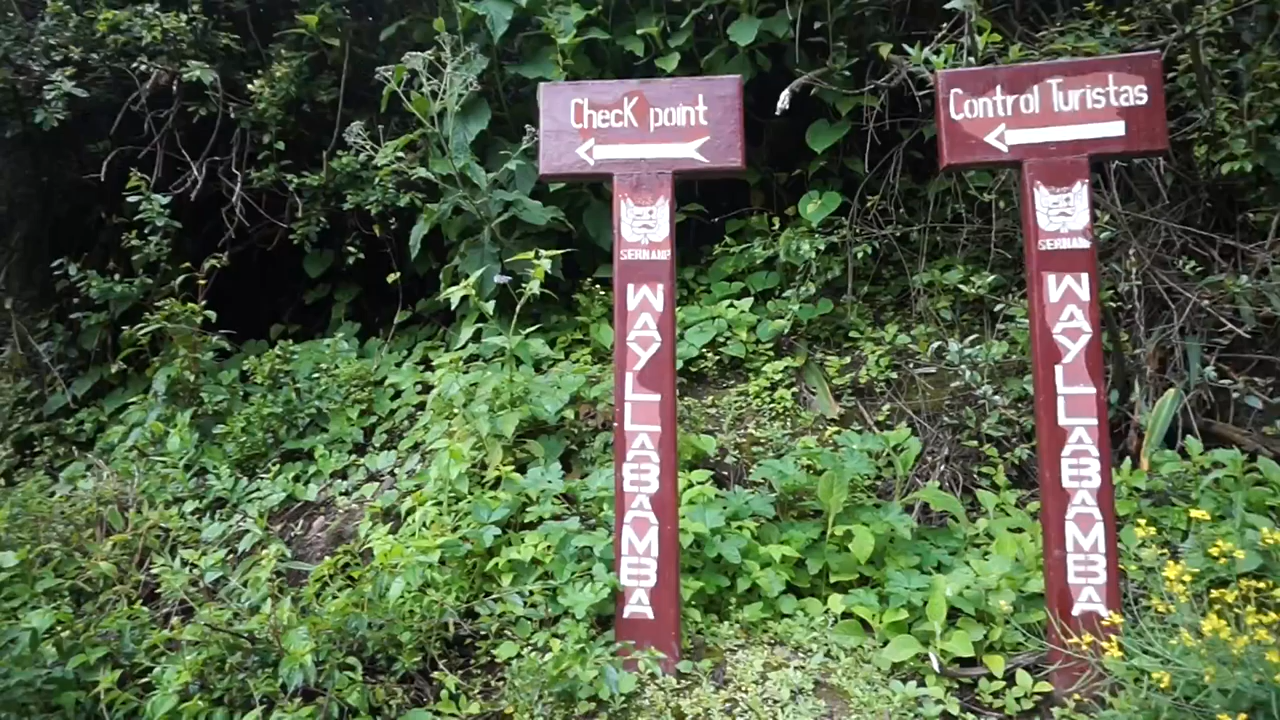 Check point
SERNANP
WAYLLABAMBA
Control Turistas
SERNANP
WAYLLABAMBA